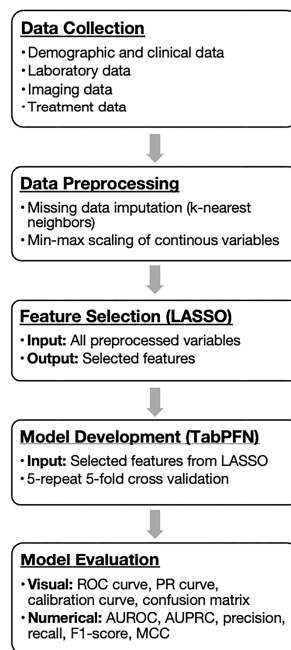 Data Collection
• Demographic and clinical data
• Laboratory data
• Imaging data
• Treatment data
Data Preprocessing
• Missing data imputation (k-nearest
neighbors)
• Min-max scaling of continous variables
Feature Selection (LASSO)
• Input: All preprocessed variables
• Output: Selected features
Model Development (TabPFN)
• Input: Selected features from LASSO
• 5-repeat 5-fold cross validation
Model Evaluation
• Visual: ROC curve, PR curve,
calibration curve, confusion matrix
• Numerical: AUROC, AUPRC, precision,
recall, F1-score, MCC